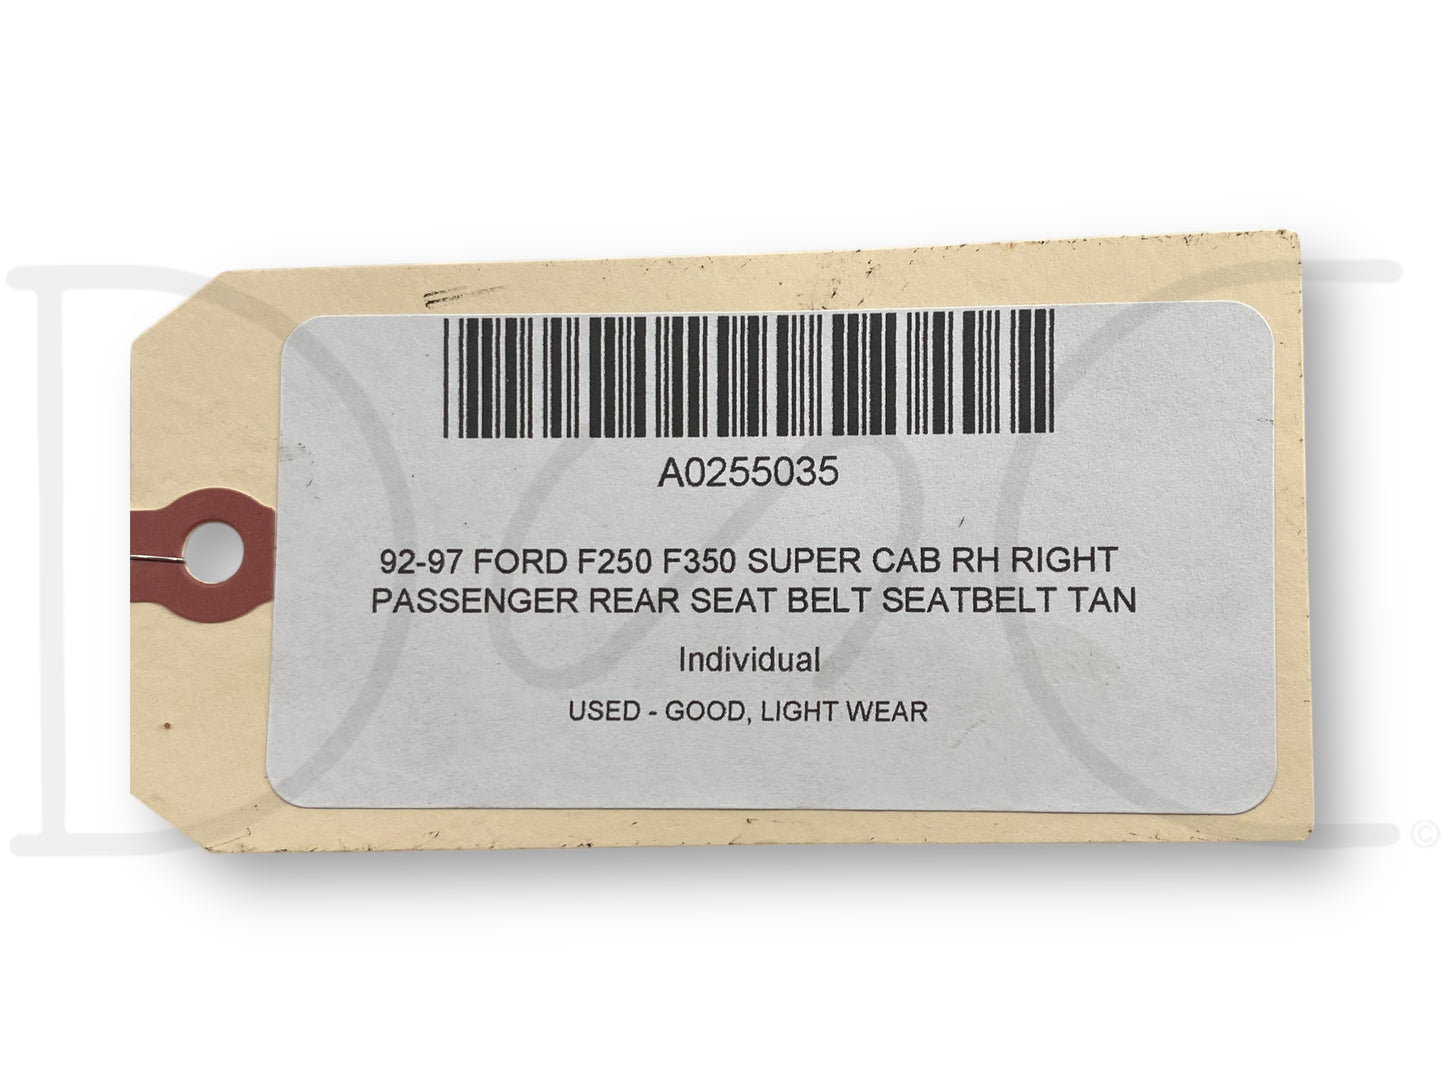 A0255035
92-97 FORD F250 F350 SUPER CAB RH RIGHT
PASSENGER REAR SEAT BELT SEATBELT TAN
Individual
USED - GOOD, LIGHT WEAR
©